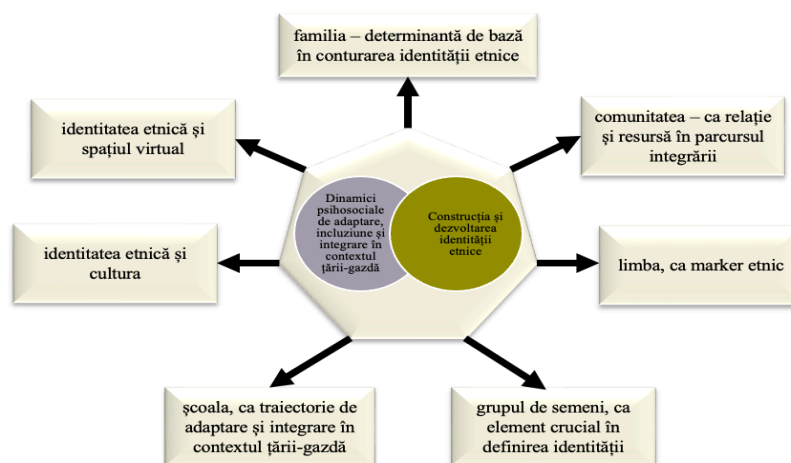 familia – determinantă de bază
în conturarea identității etnice
identitatea etnică și
spațiul virtual
comunitatea – ca relație
și resursă în parcursul
integrării
Dinamici
psihosociale
de adaptare,
incluziune și
integrare în
contextul
țării-gazdă
Construcția și
dezvoltarea
identității
etnice
identitatea etnică și
cultura
limba, ca marker etnic
școala, ca traiectorie de
adaptare și integrare în
contextul țării-gazdă
grupul de semeni, ca
element crucial în
definirea identității